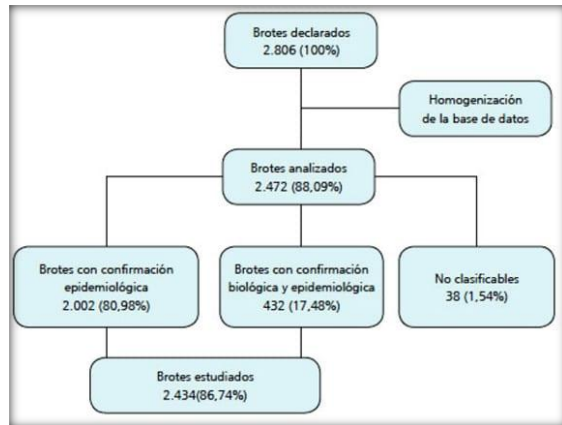 Brotes declarados
2.806 (100%)
Homogenización
de la base de datos
Brotes analizados
2.472 (88,09%)
Brotes con confirmación
epidemiológica
2.002 (80,98%)
Brotes con confirmación
biológica y epidemiológica
432 (17,48%)
No clasificables
38 (1,54%)
Brotes estudiados
2.434(86,74%)